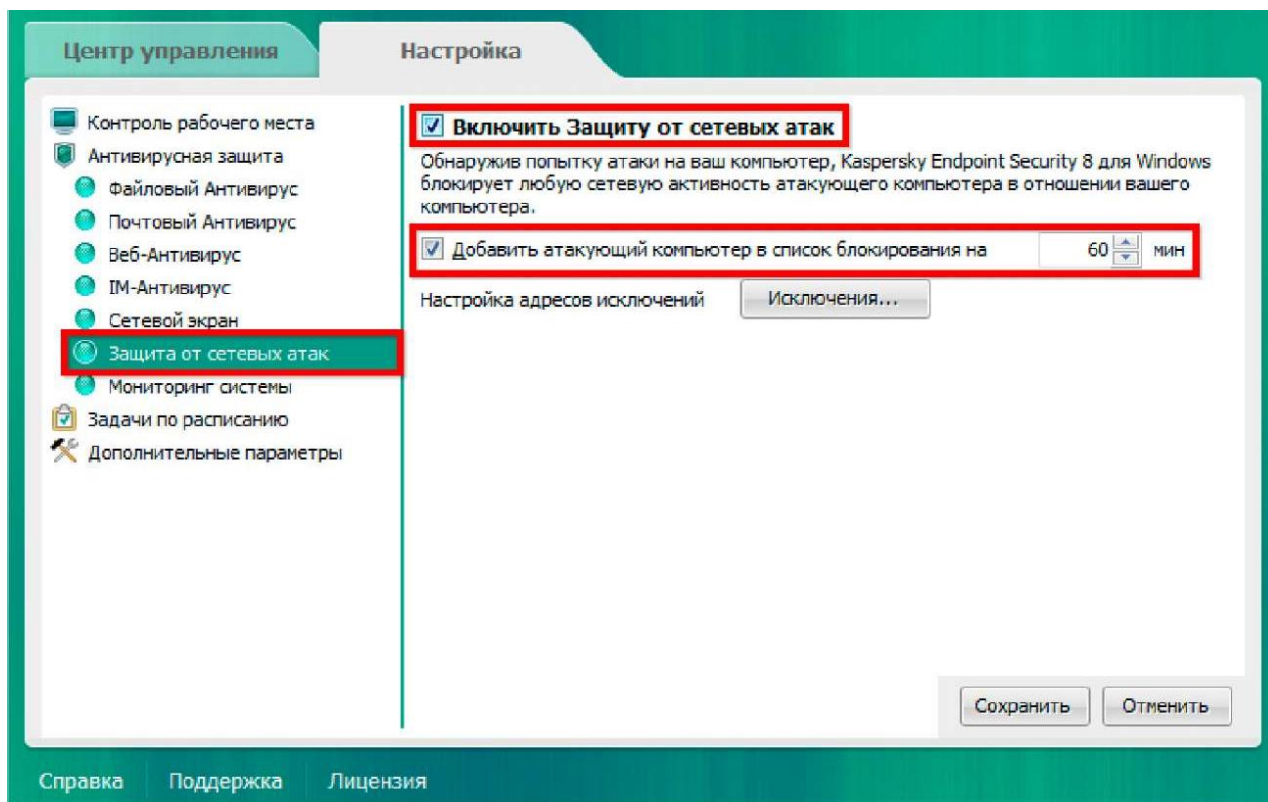 Центр управления
Настройка
Контроль рабочего места
Антивирусная защита
Файловый Антивирус
Почтовый Антивирус
Веб-Антивирус
IM-Антивирус
Сетевой экран
Защита от сетевых атак
Мониторинг системы
Задачи по расписанию
Дополнительные параметры
Включить Защиту от сетевых атак
Обнаружив попытку атаки на ваш компьютер, Kaspersky Endpoint Security 8 для Windows
блокирует любую сетевую активность атакующего компьютера в отношении вашего
компьютера.
Добавить атакующий компьютер в список блокирования на 60 мин
Настройка адресов исключений Исключения...
Сохранить Отменить
Справка Поддержка Лицензия